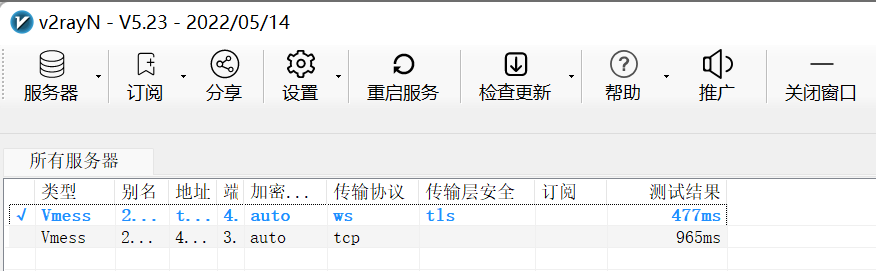 v2rayN - V5.23 - 2022/05/14
服务器 订阅 分享 设置 重启服务 检查更新 帮助 推广 关闭窗口
所有服务器
类型 别名 地址 端 加密... 传输协议 传输层安全 订阅 测试结果
√ Vmess 2... t... 4. auto ws tls 477ms
Vmess 2... 4... 3. auto tcp 965ms